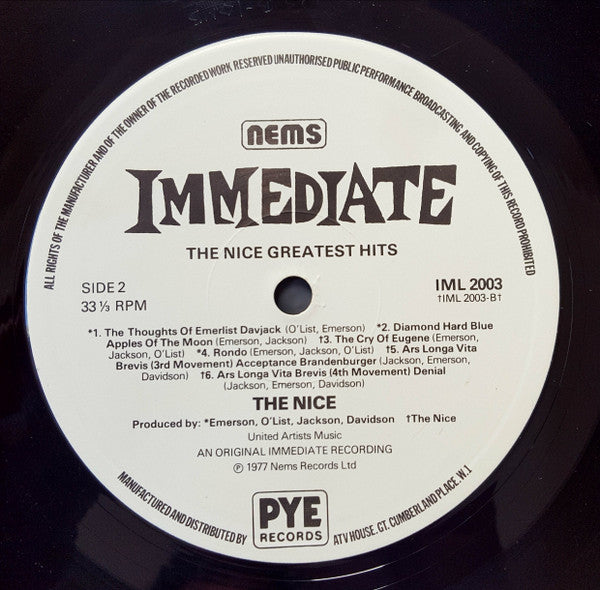 ALL RIGHTS OF THE MANUFACTURER AND OF THE OWNER OF THE RECORDED WORK RESERVED UNAUTHORISED PUBLIC PERFORMANCE BROADCASTING AND COPYING OF THIS RECORD PROHIBITED
nems
IMMEDIATE
THE NICE GREATEST HITS
SIDE 2 IML 2003
33⅓ RPM †IML 2003-B†
*1. The Thoughts Of Emerlist Davjack (O'List, Emerson) *2. Diamond Hard Blue
Apples Of The Moon (Emerson, Jackson) †3. The Cry Of Eugene (Emerson,
Jackson, O'List) *4. Rondo (Emerson, Jackson, O'List) †5. Ars Longa Vita
Brevis (3rd Movement) Acceptance Brandenburger (Jackson, Emerson,
Davidson) †6. Ars Longa Vita Brevis (4th Movement) Denial
(Jackson, Emerson, Davidson)
THE NICE
Produced by: *Emerson, O'List, Jackson, Davidson †The Nice
United Artists Music
AN ORIGINAL IMMEDIATE RECORDING
℗ 1977 Nems Records Ltd
MANUFACTURED AND DISTRIBUTED BY
PYE
RECORDS
ATV HOUSE. GT. CUMBERLAND PLACE. W.1